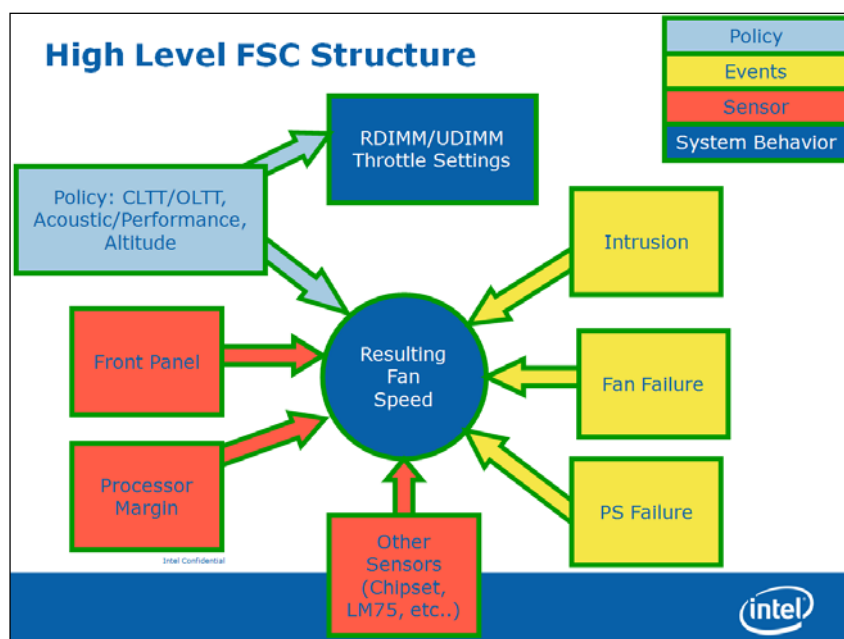 High Level FSC Structure
Policy
Events
Sensor
System Behavior
RDIMM/UDIMM
Throttle Settings
Policy: CLTT/OLTT,
Acoustic/Performance,
Altitude
Intrusion
Front Panel
Resulting
Fan
Speed
Fan Failure
Processor
Margin
PS Failure
Other
Sensors
(Chipset,
LM75, etc..)
Intel Confidential
intel